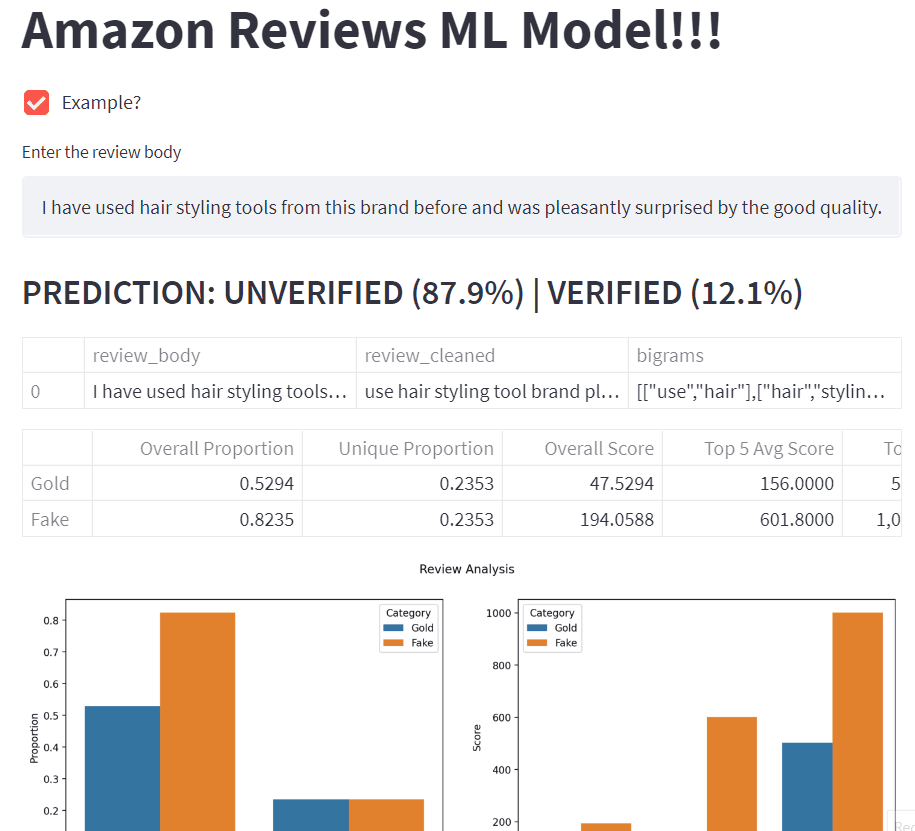 Amazon Reviews ML Model!!!
Example?
Enter the review body
I have used hair styling tools from this brand before and was pleasantly surprised by the good quality.
PREDICTION: UNVERIFIED (87.9%) | VERIFIED (12.1%)
review_body review_cleaned bigrams
0 I have used hair styling tools… use hair styling tool brand pl… [["use","hair"],["hair","stylin…
Overall Proportion Unique Proportion Overall Score Top 5 Avg Score To
Gold 0.5294 0.2353 47.5294 156.0000 5
Fake 0.8235 0.2353 194.0588 601.8000 1,0
Review Analysis
Proportion
0.8
0.7
0.6
0.5
0.4
0.3
0.2
Category
Gold
Fake
Score
1000
800
600
400
200
Category
Gold
Fake